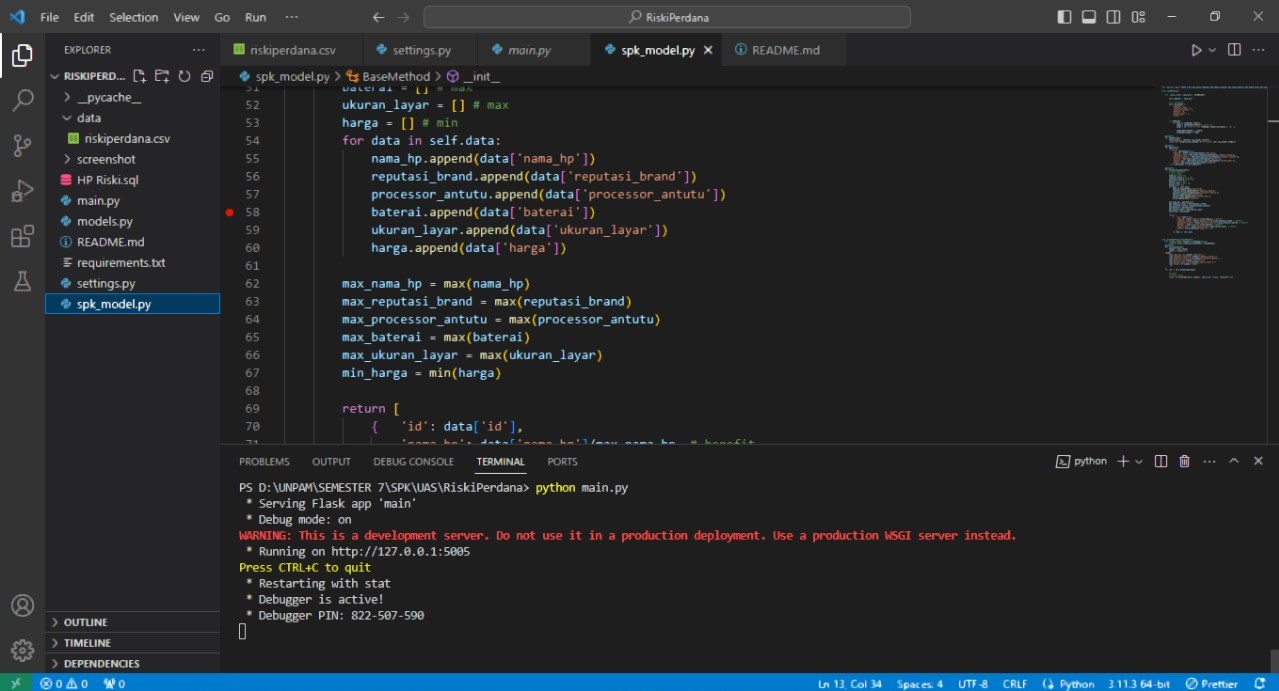 File Edit Selection View Go Run ··· ← → RiskiPerdana
EXPLORER ···
RISKIPERD...
__pycache__
data
riskiperdana.csv
screenshot
HP Riski.sql
main.py
models.py
README.md
requirements.txt
settings.py
spk_model.py
OUTLINE
TIMELINE
DEPENDENCIES
riskiperdana.csv settings.py main.py spk_model.py README.md
spk_model.py > BaseMethod > __init__
51 baterai = [] # max
52 ukuran_layar = [] # max
53 harga = [] # min
54 for data in self.data:
55 nama_hp.append(data['nama_hp'])
56 reputasi_brand.append(data['reputasi_brand'])
57 processor_antutu.append(data['processor_antutu'])
58 baterai.append(data['baterai'])
59 ukuran_layar.append(data['ukuran_layar'])
60 harga.append(data['harga'])
61
62 max_nama_hp = max(nama_hp)
63 max_reputasi_brand = max(reputasi_brand)
64 max_processor_antutu = max(processor_antutu)
65 max_baterai = max(baterai)
66 max_ukuran_layar = max(ukuran_layar)
67 min_harga = min(harga)
68
69 return [
70 { 'id': data['id'],
71 'nama_hp': data['nama_hp']/max_nama_hp, # benefit
PROBLEMS OUTPUT DEBUG CONSOLE TERMINAL PORTS python
PS D:\UNPAM\SEMESTER 7\SPK\UAS\RiskiPerdana> python main.py
* Serving Flask app 'main'
* Debug mode: on
WARNING: This is a development server. Do not use it in a production deployment. Use a production WSGI server instead.
* Running on http://127.0.0.1:5005
Press CTRL+C to quit
* Restarting with stat
* Debugger is active!
* Debugger PIN: 822-507-590
0 0 0 Ln 13, Col 34 Spaces: 4 UTF-8 CRLF Python 3.11.3 64-bit Prettier